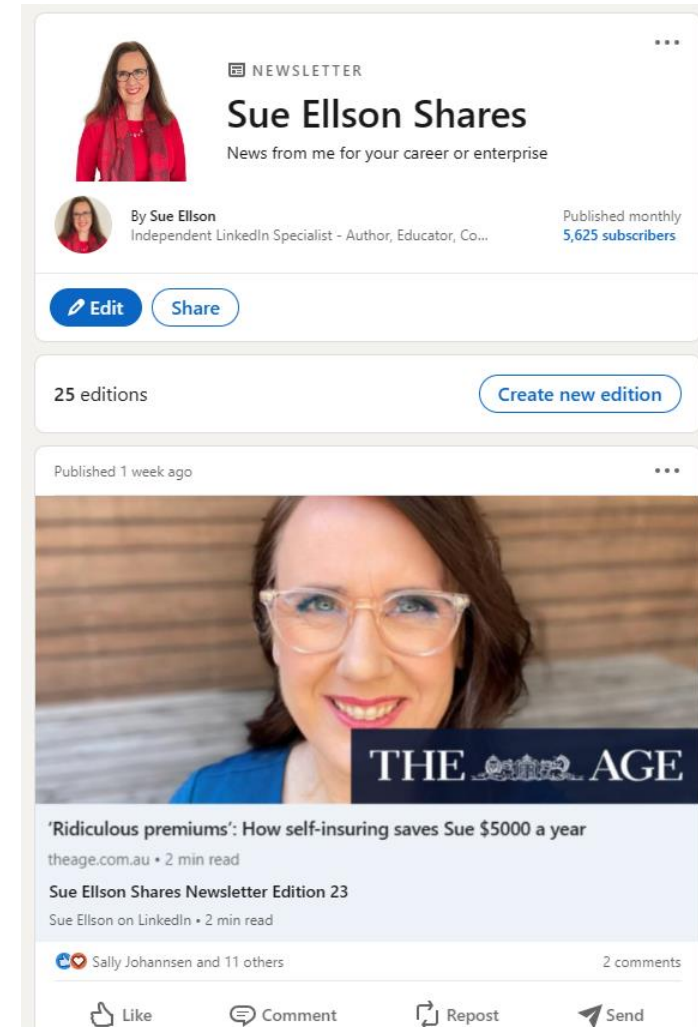 NEWSLETTER
Sue Ellson Shares
News from me for your career or enterprise
By Sue Ellson
Independent LinkedIn Specialist - Author, Educator, Co...
Published monthly
5,625 subscribers
Edit
Share
25 editions
Create new edition
Published 1 week ago
THE AGE
'Ridiculous premiums': How self-insuring saves Sue $5000 a year
theage.com.au • 2 min read
Sue Ellson Shares Newsletter Edition 23
Sue Ellson on LinkedIn • 2 min read
Sally Johannsen and 11 others
2 comments
Like
Comment
Repost
Send